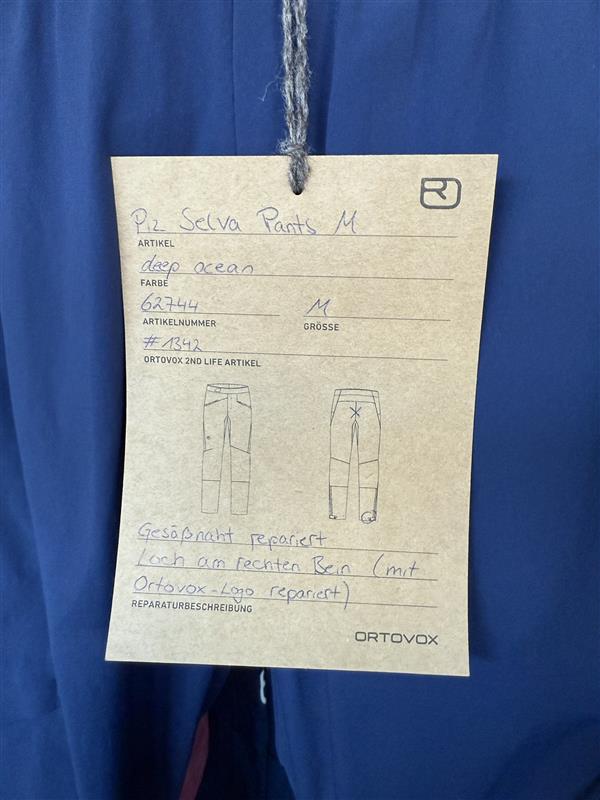 Piz Selva Pants M
ARTIKEL
deep ocean
FARBE
62744 M
ARTIKELNUMMER GRÖSSE
#1342
ORTOVOX 2ND LIFE ARTIKEL
Gesäßnaht repariert
Loch am rechten Bein (mit
Ortovox-Logo repariert)
REPARATURBESCHREIBUNG
ORTOVOX